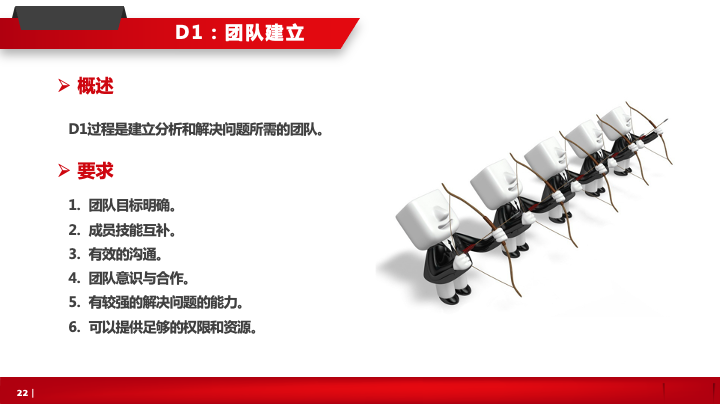 D1：团队建立
概述
D1过程是建立分析和解决问题所需的团队。
要求
1. 团队目标明确。
2. 成员技能互补。
3. 有效的沟通。
4. 团队意识与合作。
5. 有较强的解决问题的能力。
6. 可以提供足够的权限和资源。
22 |